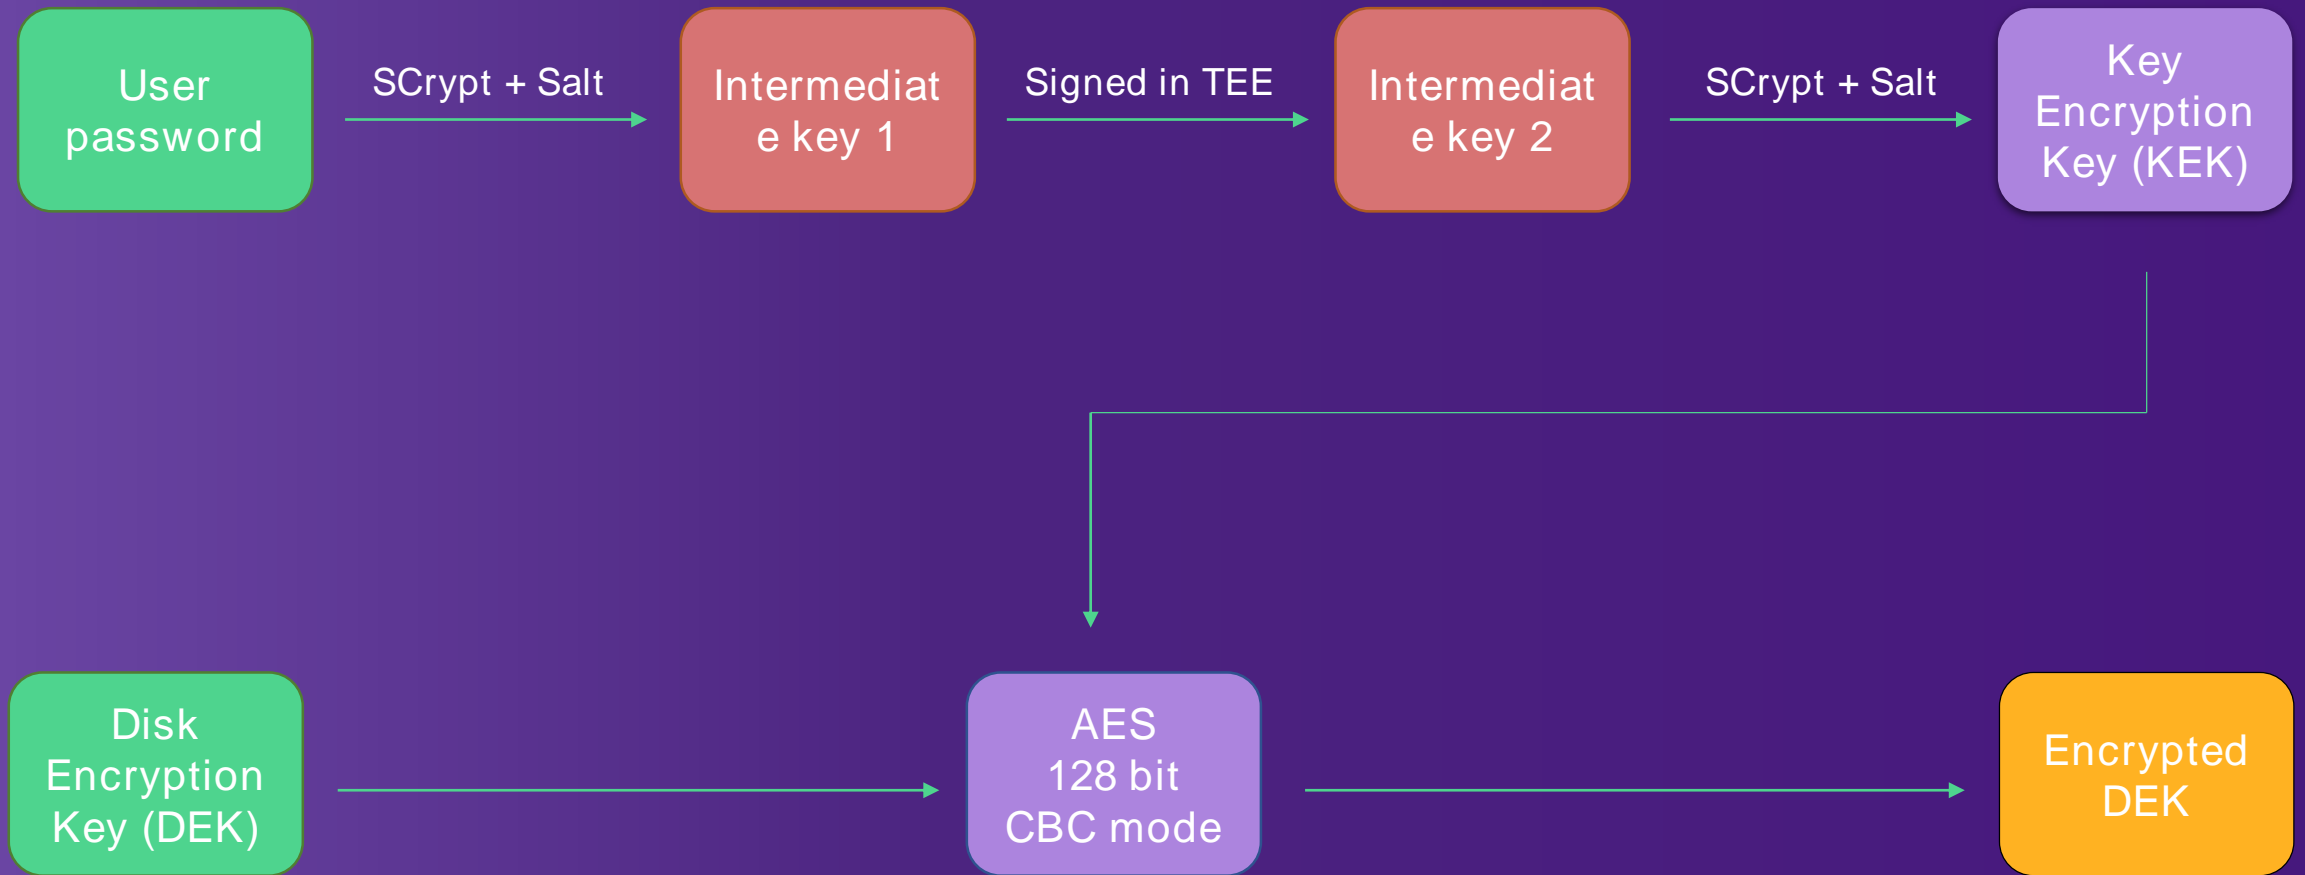 User
password
SCrypt + Salt
Intermediat
e key 1
Signed in TEE
Intermediat
e key 2
SCrypt + Salt
Key
Encryption
Key (KEK)
Disk
Encryption
Key (DEK)
AES
128 bit
CBC mode
Encrypted
DEK